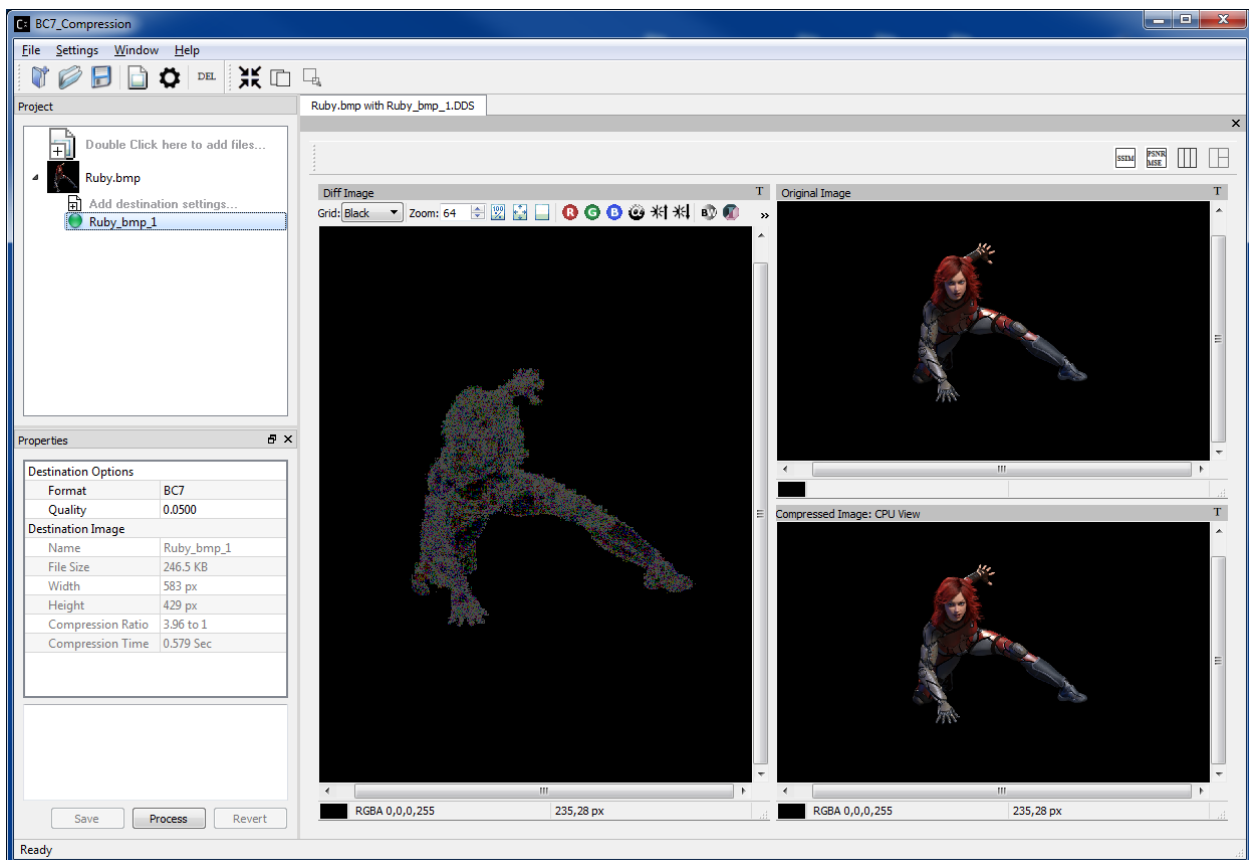 BC7_Compression
File Settings Window Help
DEL
Project
Double Click here to add files...
Ruby.bmp
Add destination settings...
Ruby_bmp_1
Properties
Destination Options
Format BC7
Quality 0.0500
Destination Image
Name Ruby_bmp_1
File Size 246.5 KB
Width 583 px
Height 429 px
Compression Ratio 3.96 to 1
Compression Time 0.579 Sec
Save Process Revert
Ready
Ruby.bmp with Ruby_bmp_1.DDS
SSIM PSNR MSE
Diff Image T
Grid: Black Zoom: 64 100% R G B »
RGBA 0,0,0,255 235,28 px
Original Image T
Compressed Image: CPU View T
RGBA 0,0,0,255 235,28 px